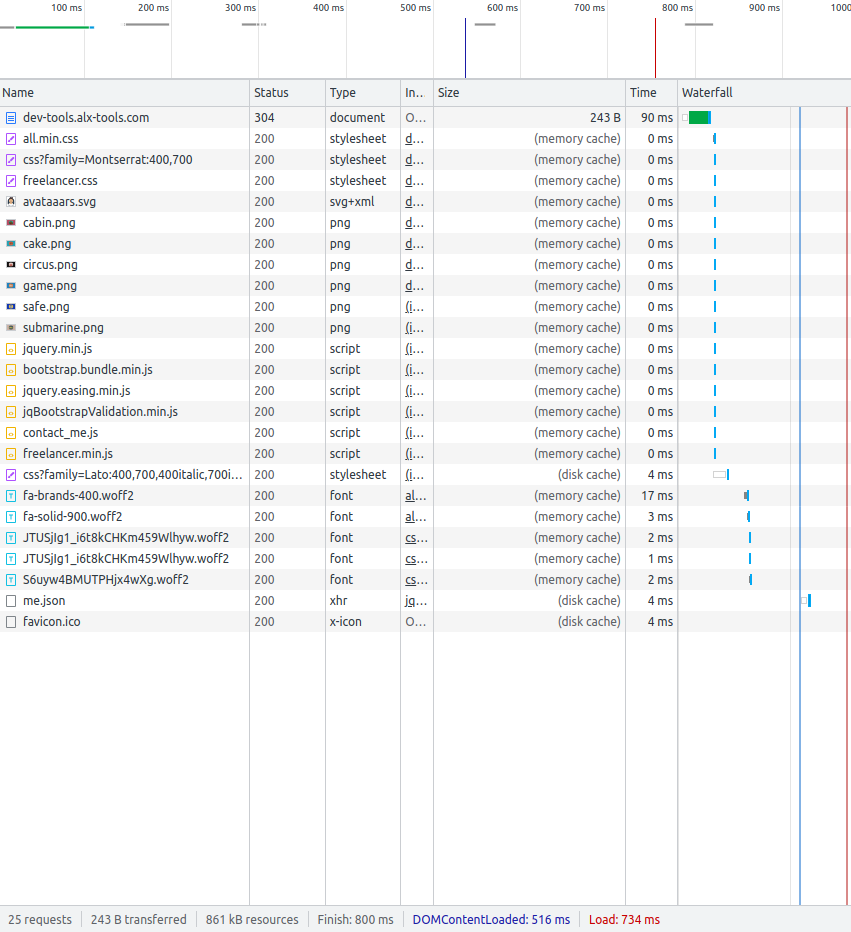 100 ms 200 ms 300 ms 400 ms 500 ms 600 ms 700 ms 800 ms 900 ms 1000
Name Status Type In... Size Time Waterfall
dev-tools.alx-tools.com 304 document O... 243 B 90 ms
all.min.css 200 stylesheet d... (memory cache) 0 ms
css?family=Montserrat:400,700 200 stylesheet d... (memory cache) 0 ms
freelancer.css 200 stylesheet d... (memory cache) 0 ms
avataaars.svg 200 svg+xml d... (memory cache) 0 ms
cabin.png 200 png d... (memory cache) 0 ms
cake.png 200 png d... (memory cache) 0 ms
circus.png 200 png d... (memory cache) 0 ms
game.png 200 png d... (memory cache) 0 ms
safe.png 200 png (i... (memory cache) 0 ms
submarine.png 200 png (i... (memory cache) 0 ms
jquery.min.js 200 script (i... (memory cache) 0 ms
bootstrap.bundle.min.js 200 script (i... (memory cache) 0 ms
jquery.easing.min.js 200 script (i... (memory cache) 0 ms
jqBootstrapValidation.min.js 200 script (i... (memory cache) 0 ms
contact_me.js 200 script (i... (memory cache) 0 ms
freelancer.min.js 200 script (i... (memory cache) 0 ms
css?family=Lato:400,700,400italic,700i... 200 stylesheet (i... (disk cache) 4 ms
fa-brands-400.woff2 200 font al... (memory cache) 17 ms
fa-solid-900.woff2 200 font al... (memory cache) 3 ms
JTUSjIg1_i6t8kCHKm459Wlhyw.woff2 200 font cs... (memory cache) 2 ms
JTUSjIg1_i6t8kCHKm459Wlhyw.woff2 200 font cs... (memory cache) 1 ms
S6uyw4BMUTPHjx4wXg.woff2 200 font cs... (memory cache) 2 ms
me.json 200 xhr jq... (disk cache) 4 ms
favicon.ico 200 x-icon O... (disk cache) 4 ms
25 requests 243 B transferred 861 kB resources Finish: 800 ms DOMContentLoaded: 516 ms Load: 734 ms